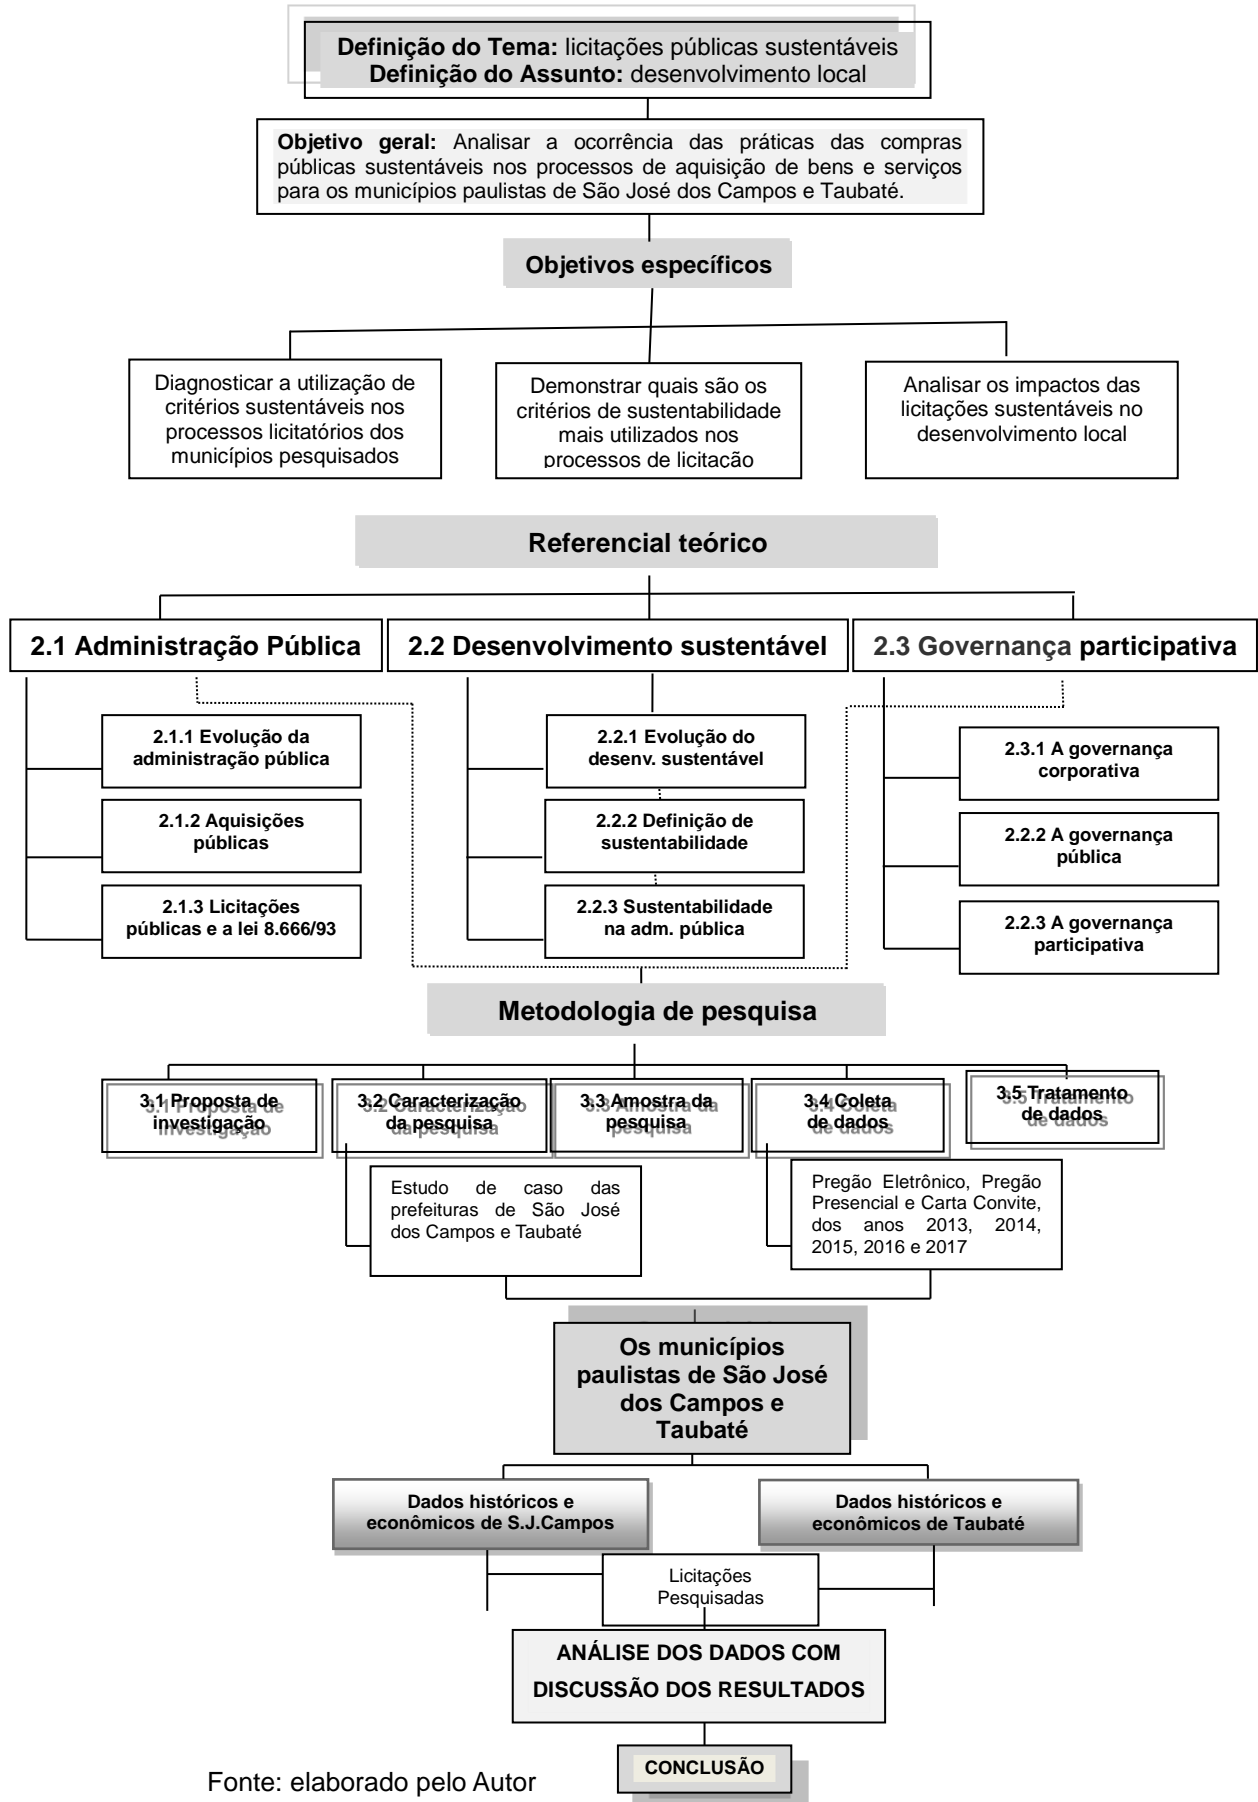 Definição do Tema: licitações públicas sustentáveis
Definição do Assunto: desenvolvimento local
Objetivo geral: Analisar a ocorrência das práticas das compras
públicas sustentáveis nos processos de aquisição de bens e serviços
para os municípios paulistas de São José dos Campos e Taubaté.
Objetivos específicos
Diagnosticar a utilização de
critérios sustentáveis nos
processos licitatórios dos
municípios pesquisados
Demonstrar quais são os
critérios de sustentabilidade
mais utilizados nos
processos de licitação
Analisar os impactos das
licitações sustentáveis no
desenvolvimento local
Referencial teórico
2.1 Administração Pública
2.2 Desenvolvimento sustentável
2.3 Governança participativa
2.1.1 Evolução da
administração pública
2.1.2 Aquisições
públicas
2.1.3 Licitações
públicas e a lei 8.666/93
2.2.1 Evolução do
desenv. sustentável
2.2.2 Definição de
sustentabilidade
2.2.3 Sustentabilidade
na adm. pública
2.3.1 A governança
corporativa
2.2.2 A governança
pública
2.2.3 A governança
participativa
Metodologia de pesquisa
3.1 Proposta de
investigação
3.2 Caracterização
da pesquisa
3.3 Amostra da
pesquisa
3.4 Coleta
de dados
3.5 Tratamento
de dados
Estudo de caso das
prefeituras de São José
dos Campos e Taubaté
Pregão Eletrônico, Pregão
Presencial e Carta Convite,
dos anos 2013, 2014,
2015, 2016 e 2017
Os municípios
paulistas de São José
dos Campos e
Taubaté
Dados históricos e
econômicos de S.J.Campos
Dados históricos e
econômicos de Taubaté
Licitações
Pesquisadas
ANÁLISE DOS DADOS COM
DISCUSSÃO DOS RESULTADOS
CONCLUSÃO
Fonte: elaborado pelo Autor